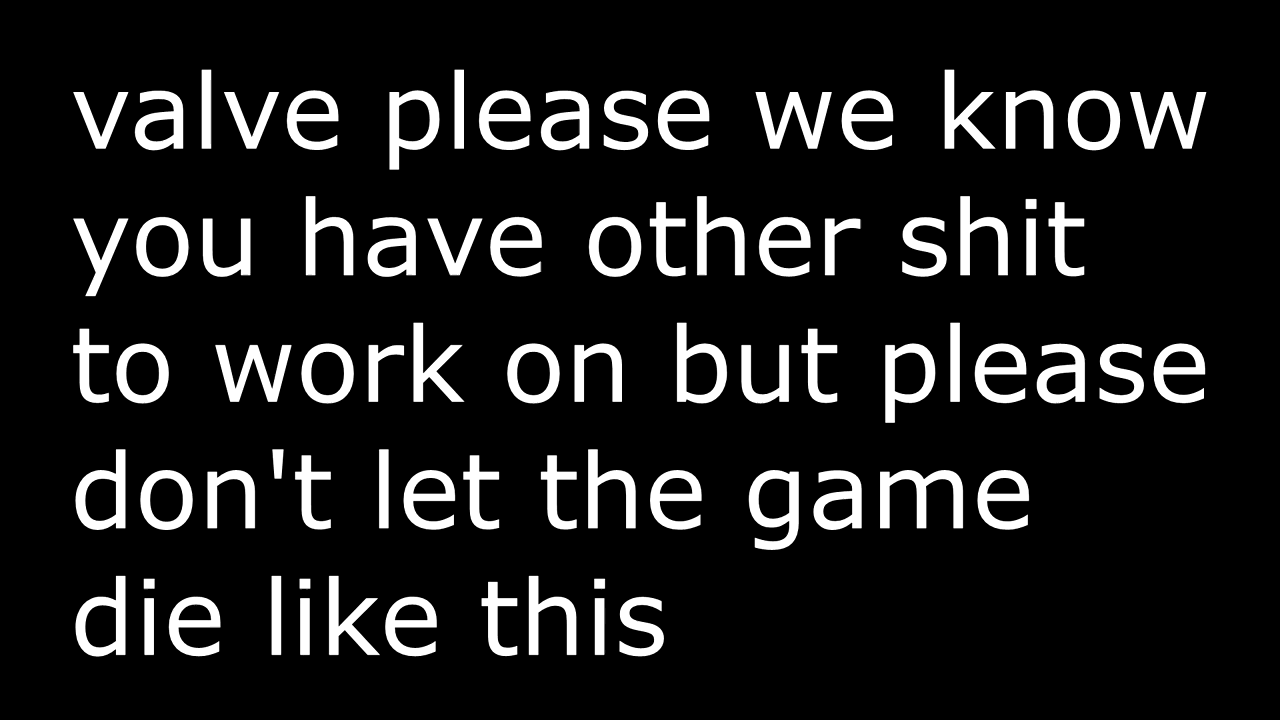 valve please we know
you have other shit
to work on but please
don't let the game
die like this